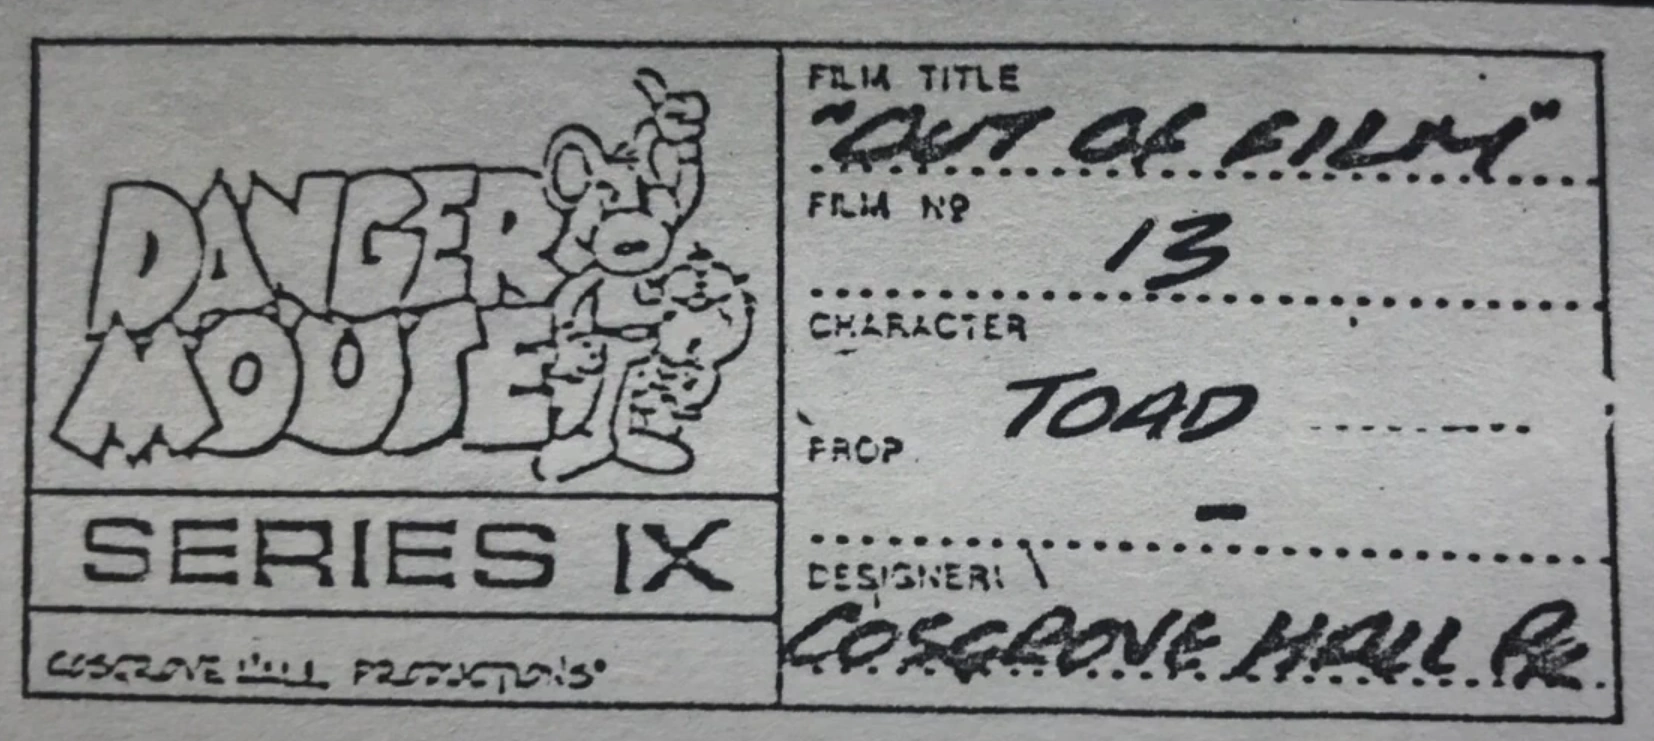 DANGER
MOUSE
SERIES IX
COSGROVE HALL PRODUCTIONS
FILM TITLE
"OUT OF FILM"
FILM Nº
13
CHARACTER
TOAD
PROP
-
DESIGNER:
COSGROVE HALL